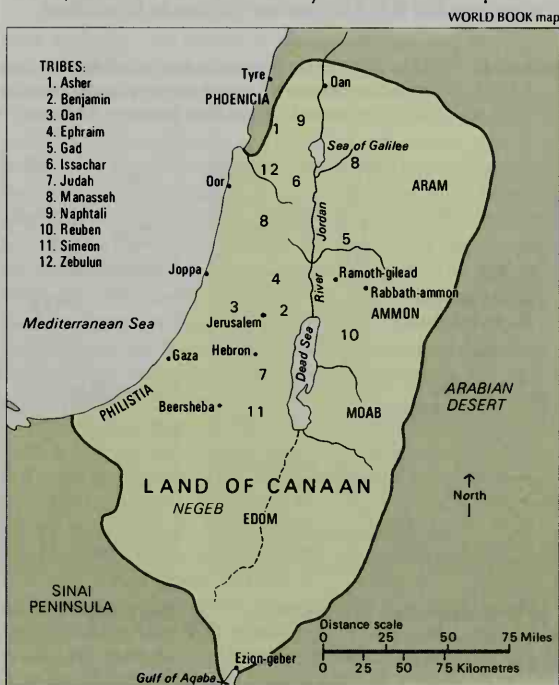 WORLD BOOK map
TRIBES:
1. Asher
2. Benjamin
3. Oan
4. Ephraim
5. Gad
6. Issachar
7. Judah
8. Manasseh
9. Naphtali
10. Reuben
11. Simeon
12. Zebulun
Tyre
Oan
PHOENICIA
1
9
Sea of Galilee
12
8
6
ARAM
Oor
8
Jordan
5
Joppa
4
River
Ramoth-gilead
Rabbath-ammon
3
2
AMMON
Mediterranean Sea
Jerusalem
10
Gaza
Hebron
Dead Sea
7
ARABIAN
DESERT
PHILISTIA
Beersheba
11
MOAB
LAND OF CANAAN
NEGEB
North
EDOM
SINAI
PENINSULA
Distance scale
0 25 50 75 Miles
0 25 50 75 Kilometres
Ezion-geber
Gulf of Aqaba